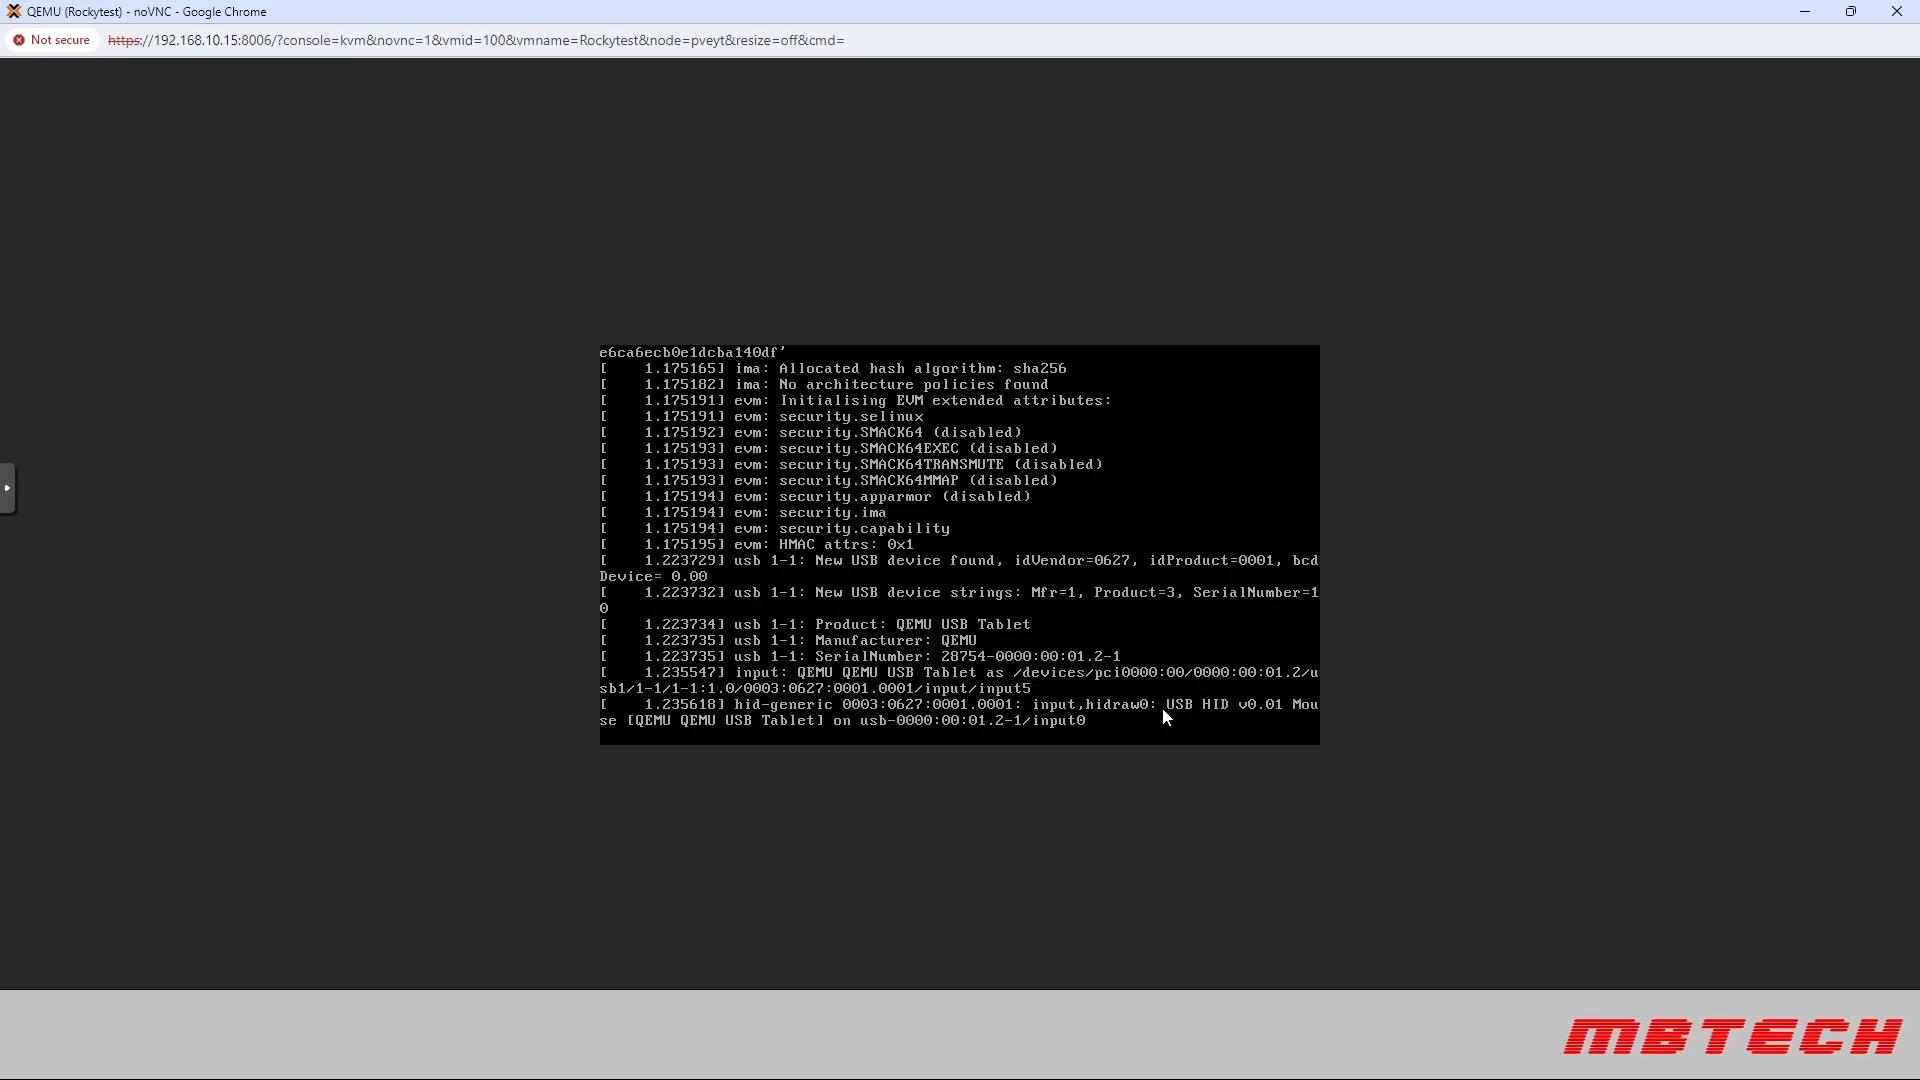 QEMU (Rockytest) - noVNC - Google Chrome
Not secure https://192.168.10.15:8006/?console=kvm&novnc=1&vmid=100&vmname=Rockytest&node=pveyt&resize=off&cmd=
e6ca6ecb0e1dcba140df'
[    1.175165] ima: Allocated hash algorithm: sha256
[    1.175182] ima: No architecture policies found
[    1.175191] evm: Initialising EVM extended attributes:
[    1.175191] evm: security.selinux
[    1.175192] evm: security.SMACK64 (disabled)
[    1.175193] evm: security.SMACK64EXEC (disabled)
[    1.175193] evm: security.SMACK64TRANSMUTE (disabled)
[    1.175193] evm: security.SMACK64MMAP (disabled)
[    1.175194] evm: security.apparmor (disabled)
[    1.175194] evm: security.ima
[    1.175194] evm: security.capability
[    1.175195] evm: HMAC attrs: 0x1
[    1.223729] usb 1-1: New USB device found, idVendor=0627, idProduct=0001, bcd
Device= 0.00
[    1.223732] usb 1-1: New USB device strings: Mfr=1, Product=3, SerialNumber=1
0
[    1.223734] usb 1-1: Product: QEMU USB Tablet
[    1.223735] usb 1-1: Manufacturer: QEMU
[    1.223735] usb 1-1: SerialNumber: 28754-0000:00:01.2-1
[    1.235547] input: QEMU QEMU USB Tablet as /devices/pci0000:00/0000:00:01.2/u
sb1/1-1/1-1:1.0/0003:0627:0001.0001/input/input5
[    1.235618] hid-generic 0003:0627:0001.0001: input,hidraw0: USB HID v0.01 Mou
se [QEMU QEMU USB Tablet] on usb-0000:00:01.2-1/input0
MBTECH